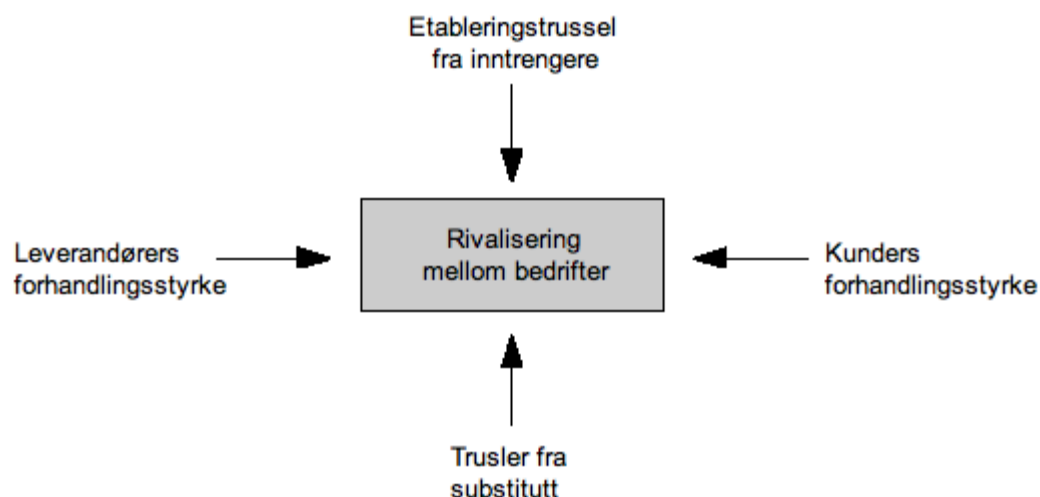 Etableringstrussel
fra inntrengere
Rivalisering
mellom bedrifter
Leverandørers
forhandlingsstyrke
Kunders
forhandlingsstyrke
Trusler fra
substitutt